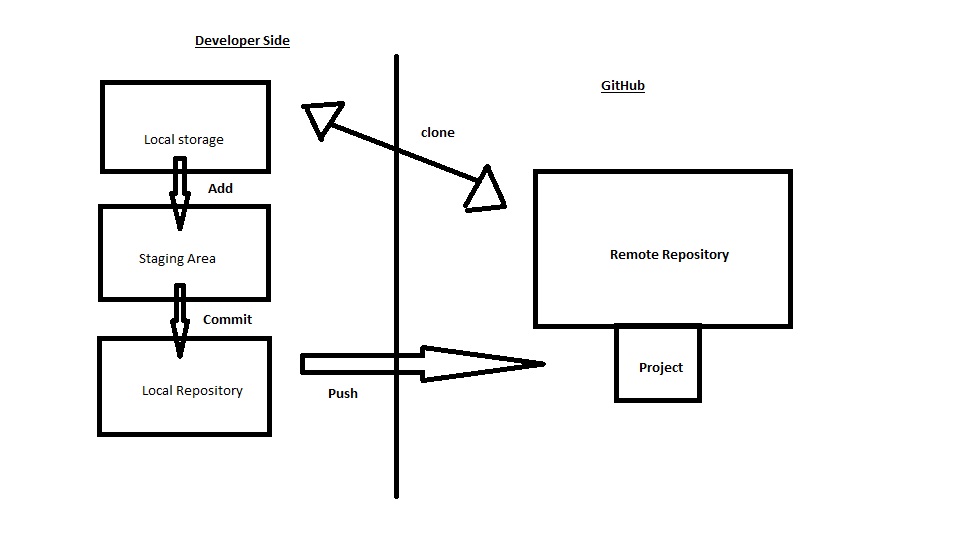 Developer Side
GitHub
Local storage
clone
Add
Staging Area
Remote Repository
Commit
Local Repository
Push
Project